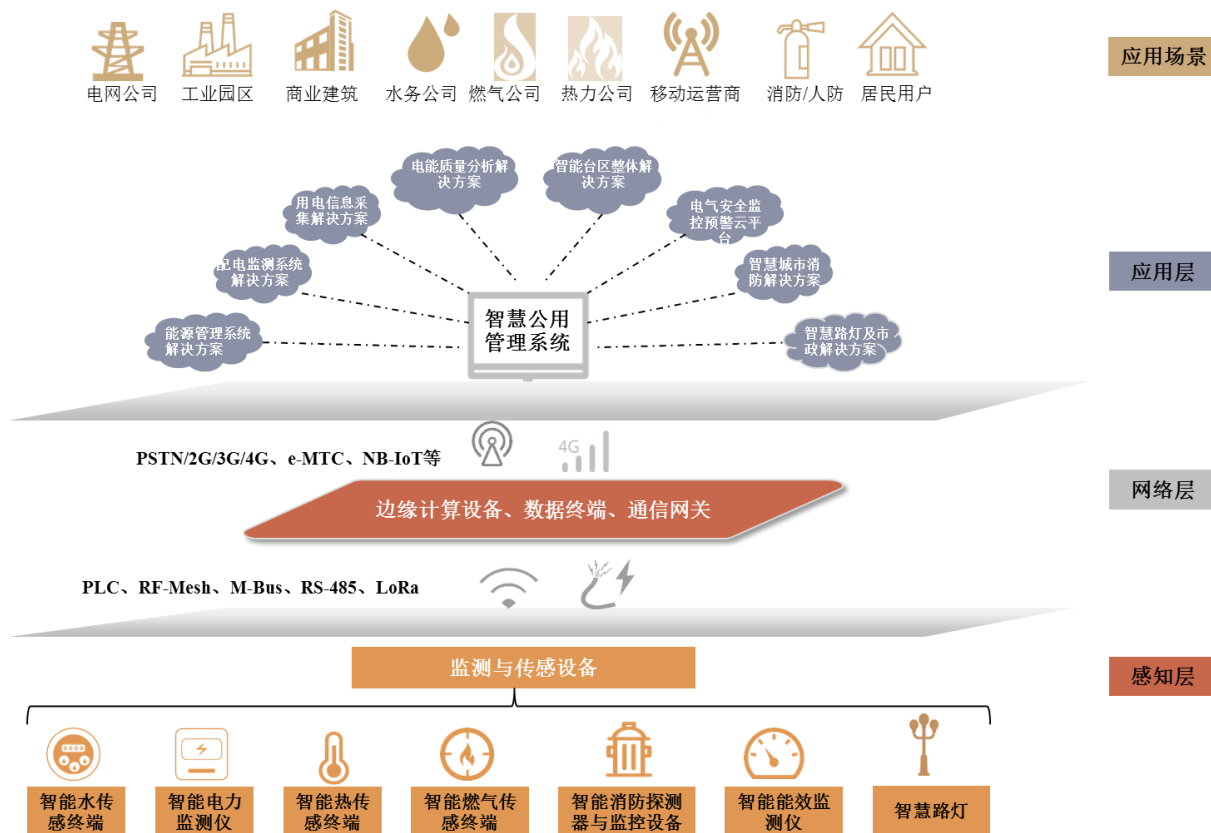 电网公司
工业园区
商业建筑
水务公司
燃气公司
热力公司
移动运营商
消防/人防
居民用户
应用场景
电能质量分析解
决方案
智能台区整体解
决方案
用电信息采
集解决方案
电气安全监
控预警云平
台
配电监测系统
解决方案
智慧城市消
防解决方案
能源管理系统
解决方案
智慧路灯及市
政解决方案
智慧公用
管理系统
应用层
4G
PSTN/2G/3G/4G、e-MTC、NB-IoT等
边缘计算设备、数据终端、通信网关
网络层
PLC、RF-Mesh、M-Bus、RS-485、LoRa
监测与传感设备
感知层
智能水传
感终端
智能电力
监测仪
智能热传
感终端
智能燃气传
感终端
智能消防探测
器与监控设备
智能能效监
测仪
智慧路灯